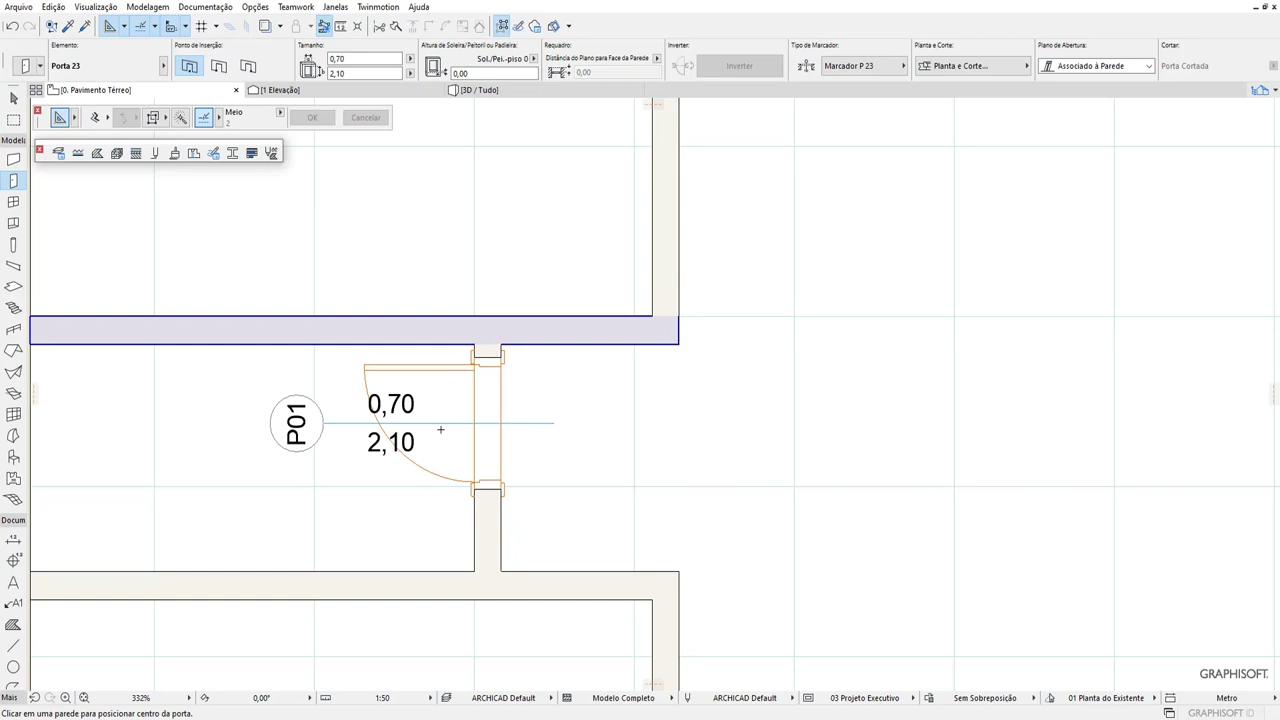 Arquivo Edição Visualização Modelagem Documentação Opções Teamwork Janelas Twinmotion Ajuda
Elemento: Ponto de Inserção: Tamanho: Altura de Soleira/Peitoril ou Padieira: Requadro: Inverter: Tipo de Marcador: Planta e Corte: Plano de Abertura: Cortar:
Porta 23 0,70 Sol./Pei.-piso 0 Distância do Plano para Face da Parede Inverter Marcador P 23 Planta e Corte... Associado à Parede Porta Cortada
2,10 0,00 0,00
[0. Pavimento Térreo] [1 Elevação] [3D / Tudo]
Meio
2
OK Cancelar
Modeli
0,70
P01
2,10
Docum
Mais
332% 0,00° 1:50 ARCHICAD Default Modelo Completo ARCHICAD Default 03 Projeto Executivo Sem Sobreposição 01 Planta do Existente Metro
Clicar em uma parede para posicionar centro da porta.
GRAPHISOFT.
GRAPHISOFT ID